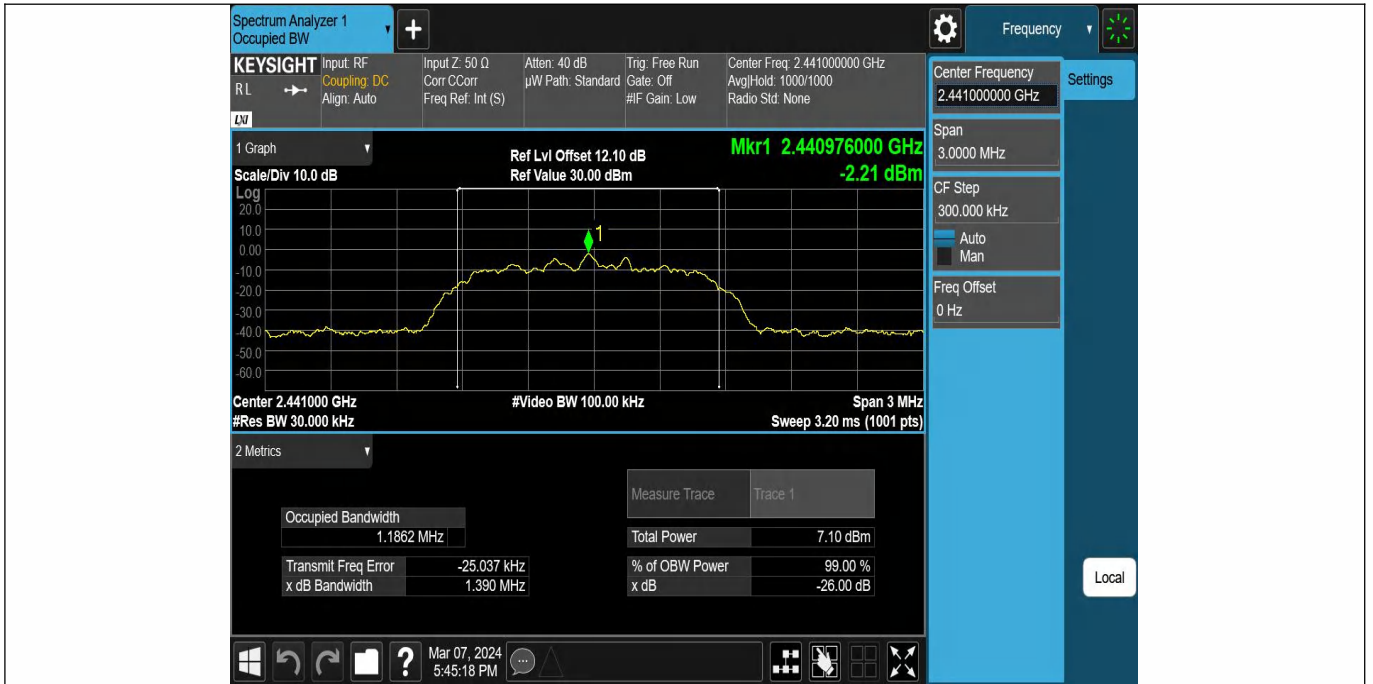 Spectrum Analyzer 1
Occupied BW
+
Frequency
KEYSIGHT
RL
LXI
Input: RF
Coupling: DC
Align: Auto
Input Z: 50 Ω
Corr CCorr
Freq Ref: Int (S)
Atten: 40 dB
µW Path: Standard
Trig: Free Run
Gate: Off
#IF Gain: Low
Center Freq: 2.441000000 GHz
Avg|Hold: 1000/1000
Radio Std: None
Center Frequency
2.441000000 GHz
Settings
Span
3.0000 MHz
CF Step
300.000 kHz
Auto
Man
Freq Offset
0 Hz
Local
1 Graph
Scale/Div 10.0 dB
Ref Lvl Offset 12.10 dB
Ref Value 30.00 dBm
Mkr1 2.440976000 GHz
-2.21 dBm
Log
20.0
10.0
0.00
-10.0
-20.0
-30.0
-40.0
-50.0
-60.0
1
Center 2.441000 GHz
#Video BW 100.00 kHz
Span 3 MHz
#Res BW 30.000 kHz
Sweep 3.20 ms (1001 pts)
2 Metrics
Measure Trace Trace 1
Occupied Bandwidth
1.1862 MHz
Total Power 7.10 dBm
Transmit Freq Error -25.037 kHz
% of OBW Power 99.00 %
x dB Bandwidth 1.390 MHz
x dB -26.00 dB
?
Mar 07, 2024
5:45:18 PM